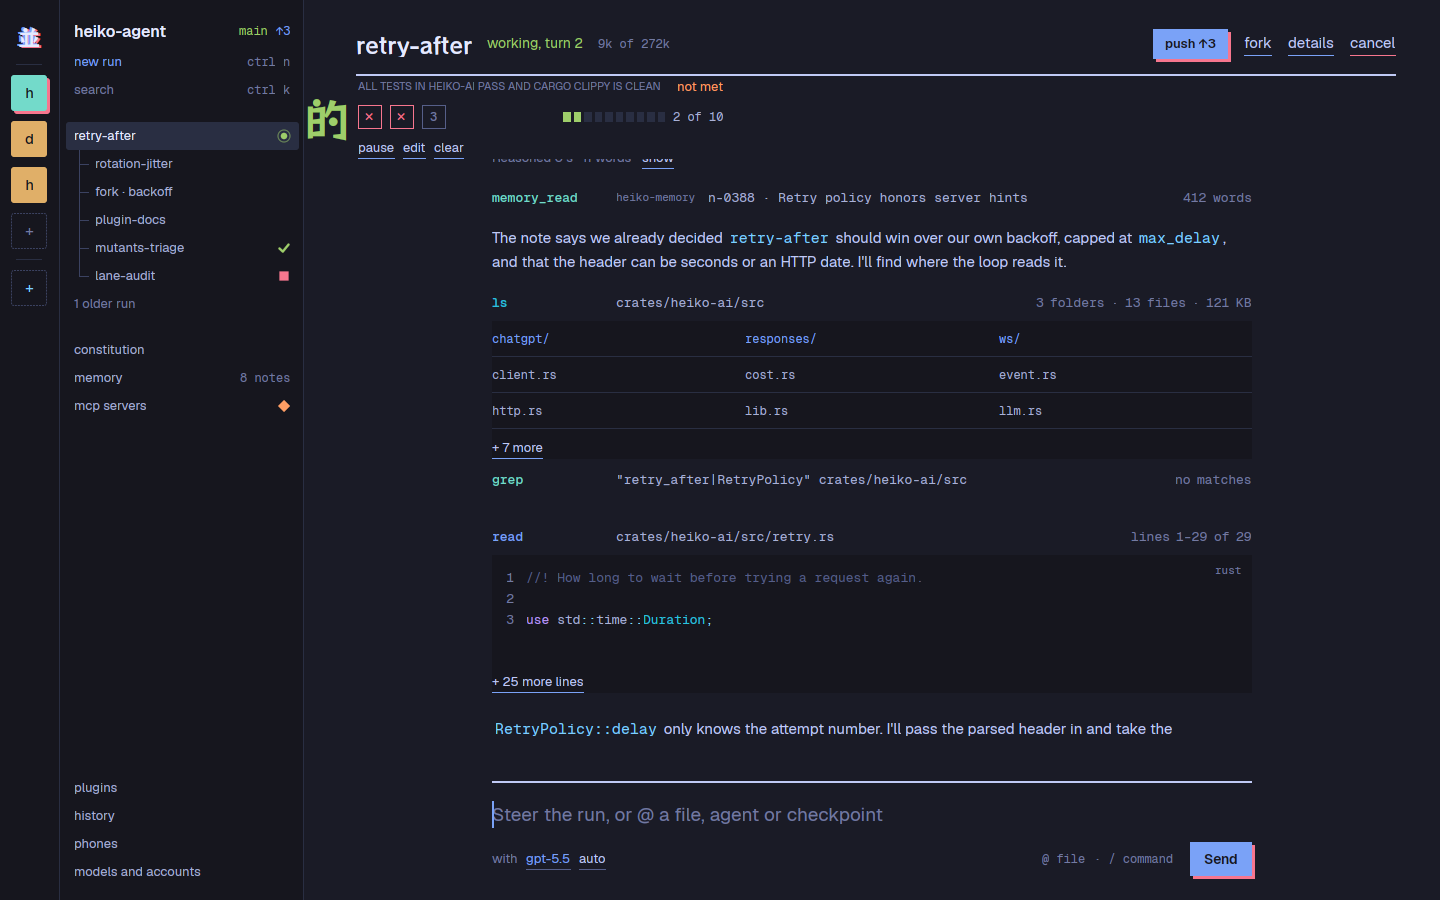 heiko-agent main ↑3
new run ctrl n
search ctrl k
h
d
h
+
+
retry-after
rotation-jitter
fork · backoff
plugin-docs
mutants-triage
lane-audit
1 older run
constitution
memory 8 notes
mcp servers
plugins
history
phones
models and accounts
retry-after working, turn 2 9k of 272k
push ↑3 fork details cancel
ALL TESTS IN HEIKO-AI PASS AND CARGO CLIPPY IS CLEAN not met
的
× × 3 2 of 10
pause edit clear
show
memory_read heiko-memory n-0388 · Retry policy honors server hints 412 words
The note says we already decided retry-after should win over our own backoff, capped at max_delay,
and that the header can be seconds or an HTTP date. I'll find where the loop reads it.
ls crates/heiko-ai/src 3 folders · 13 files · 121 KB
chatgpt/ responses/ ws/
client.rs cost.rs event.rs
http.rs lib.rs llm.rs
+ 7 more
grep "retry_after|RetryPolicy" crates/heiko-ai/src no matches
read crates/heiko-ai/src/retry.rs lines 1-29 of 29
rust
1 //! How long to wait before trying a request again.
2
3 use std::time::Duration;
+ 25 more lines
RetryPolicy::delay only knows the attempt number. I'll pass the parsed header in and take the
Steer the run, or @ a file, agent or checkpoint
with gpt-5.5 auto @ file · / command Send